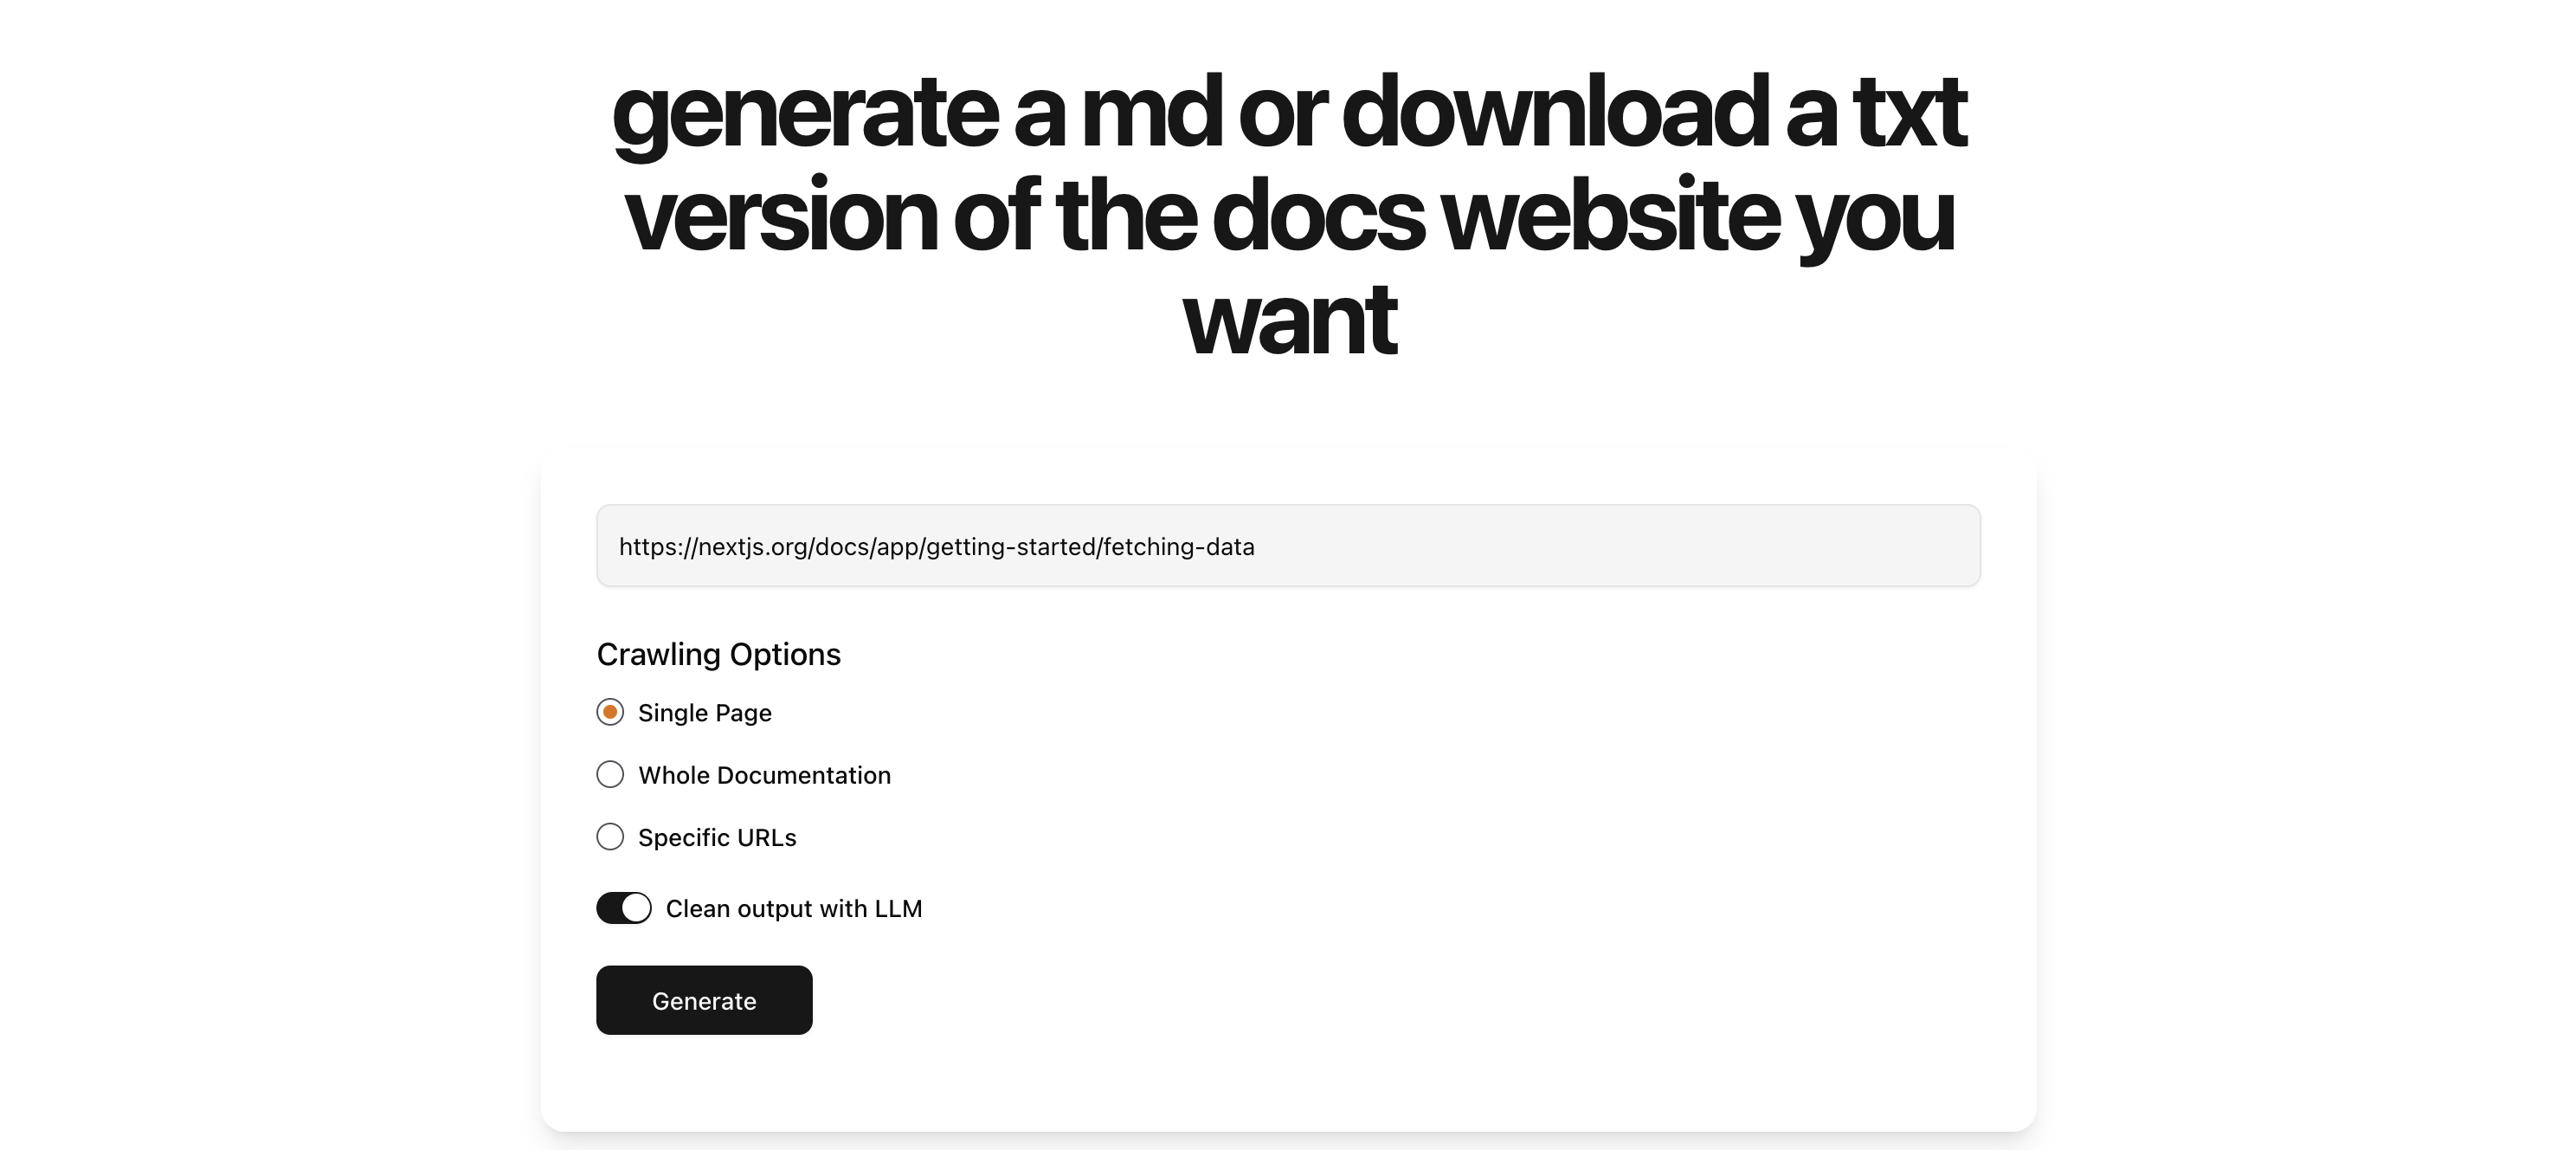 generate a md or download a txt
version of the docs website you
want
https://nextjs.org/docs/app/getting-started/fetching-data
Crawling Options
Single Page
Whole Documentation
Specific URLs
Clean output with LLM
Generate